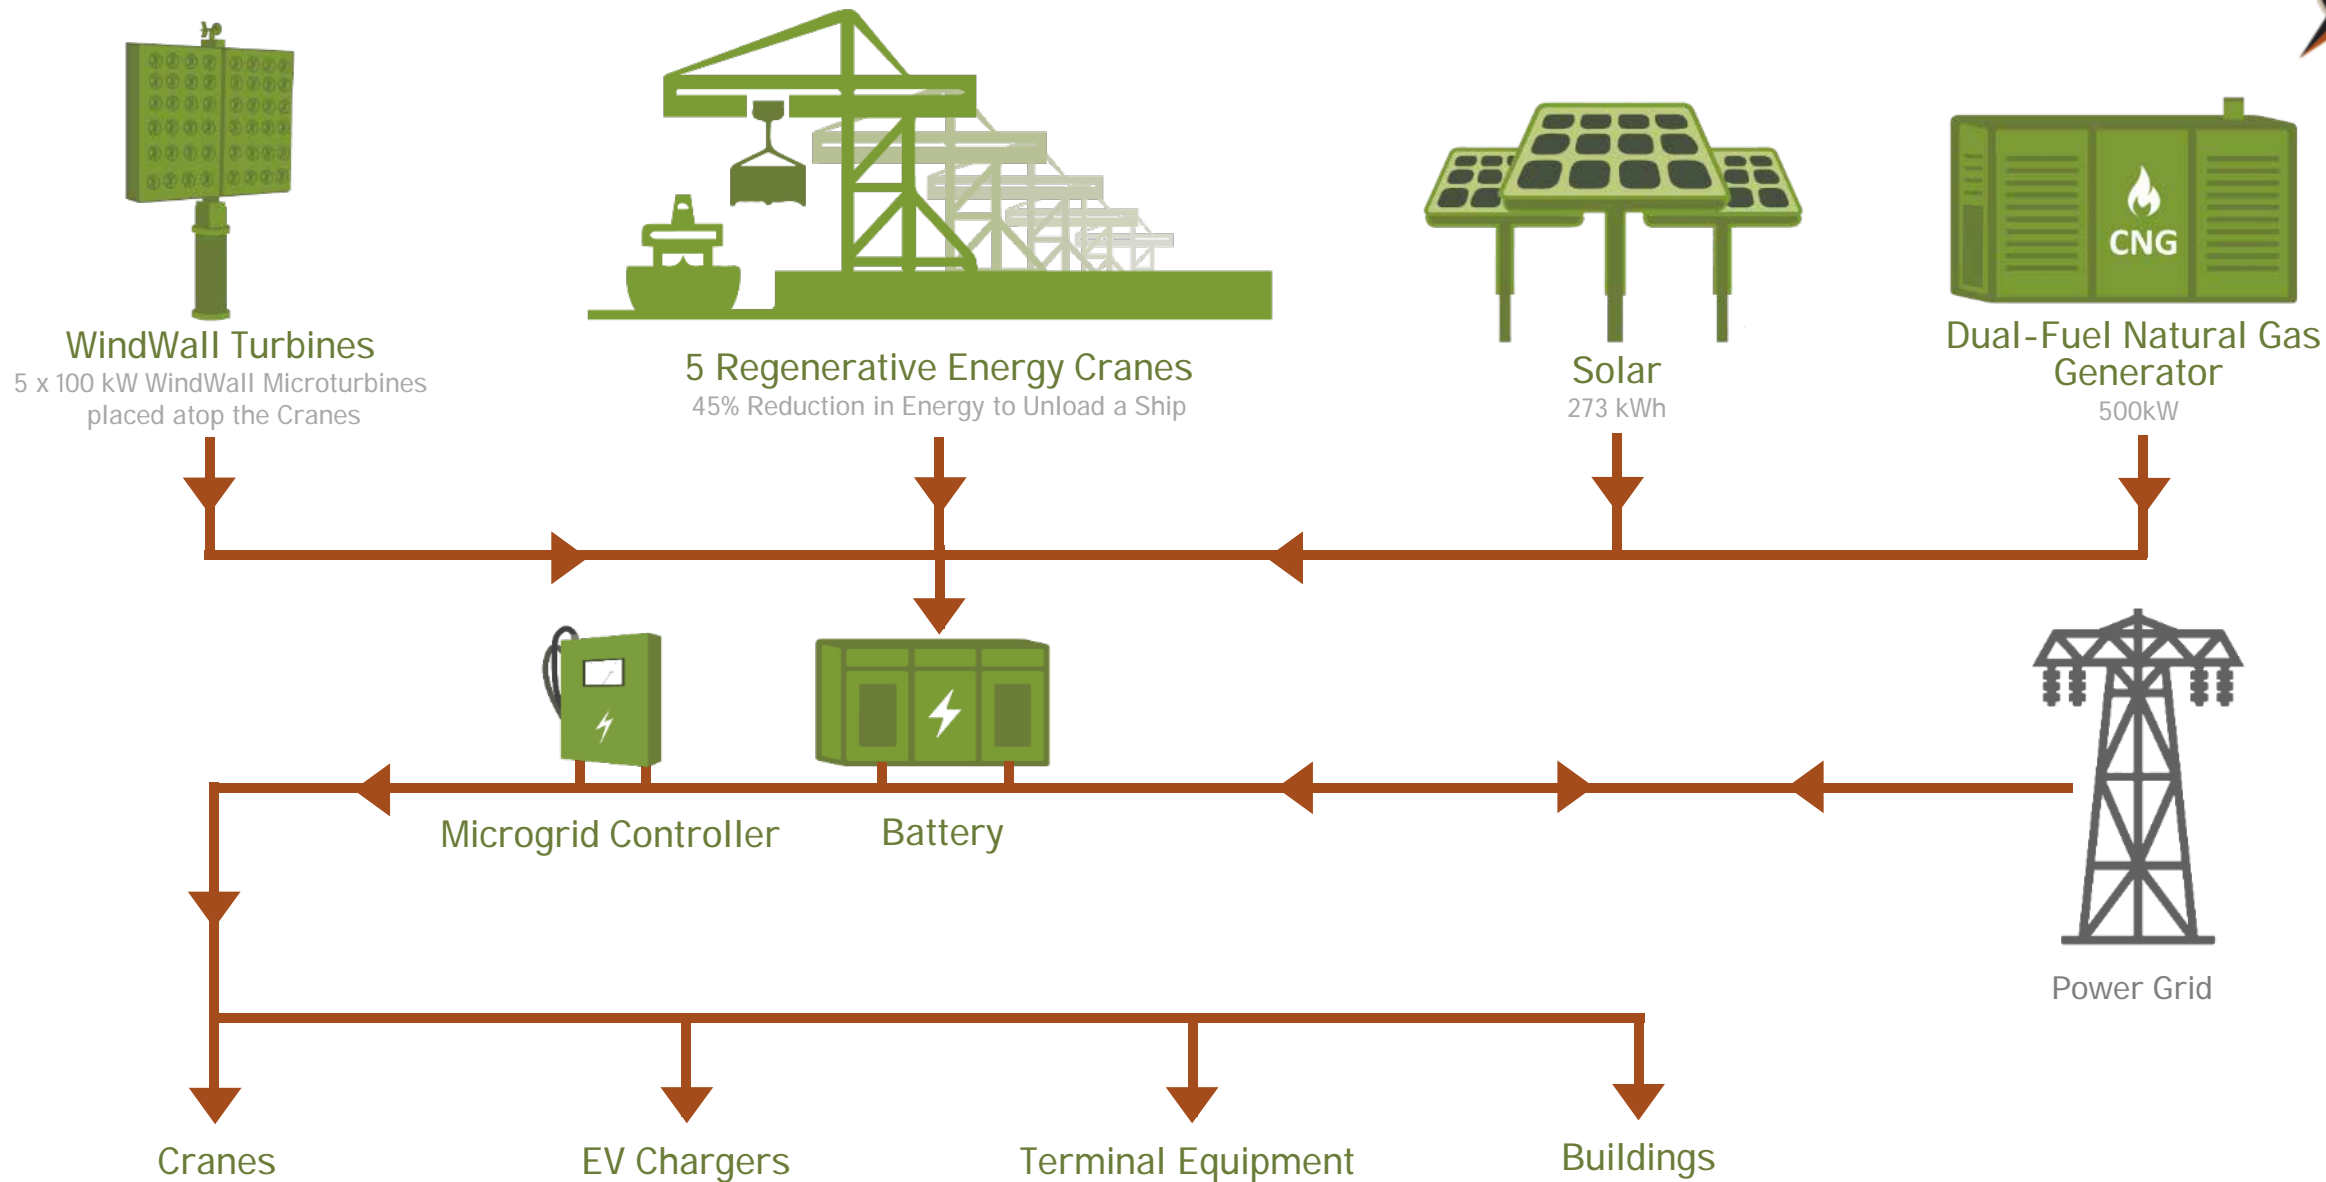 CNG
WindWall Turbines
5 x 100 kW WindWall Microturbines
placed atop the Cranes
5 Regenerative Energy Cranes
45% Reduction in Energy to Unload a Ship
Solar
273 kWh
Dual-Fuel Natural Gas
Generator
500kW
Microgrid Controller
Battery
Power Grid
Cranes
EV Chargers
Terminal Equipment
Buildings